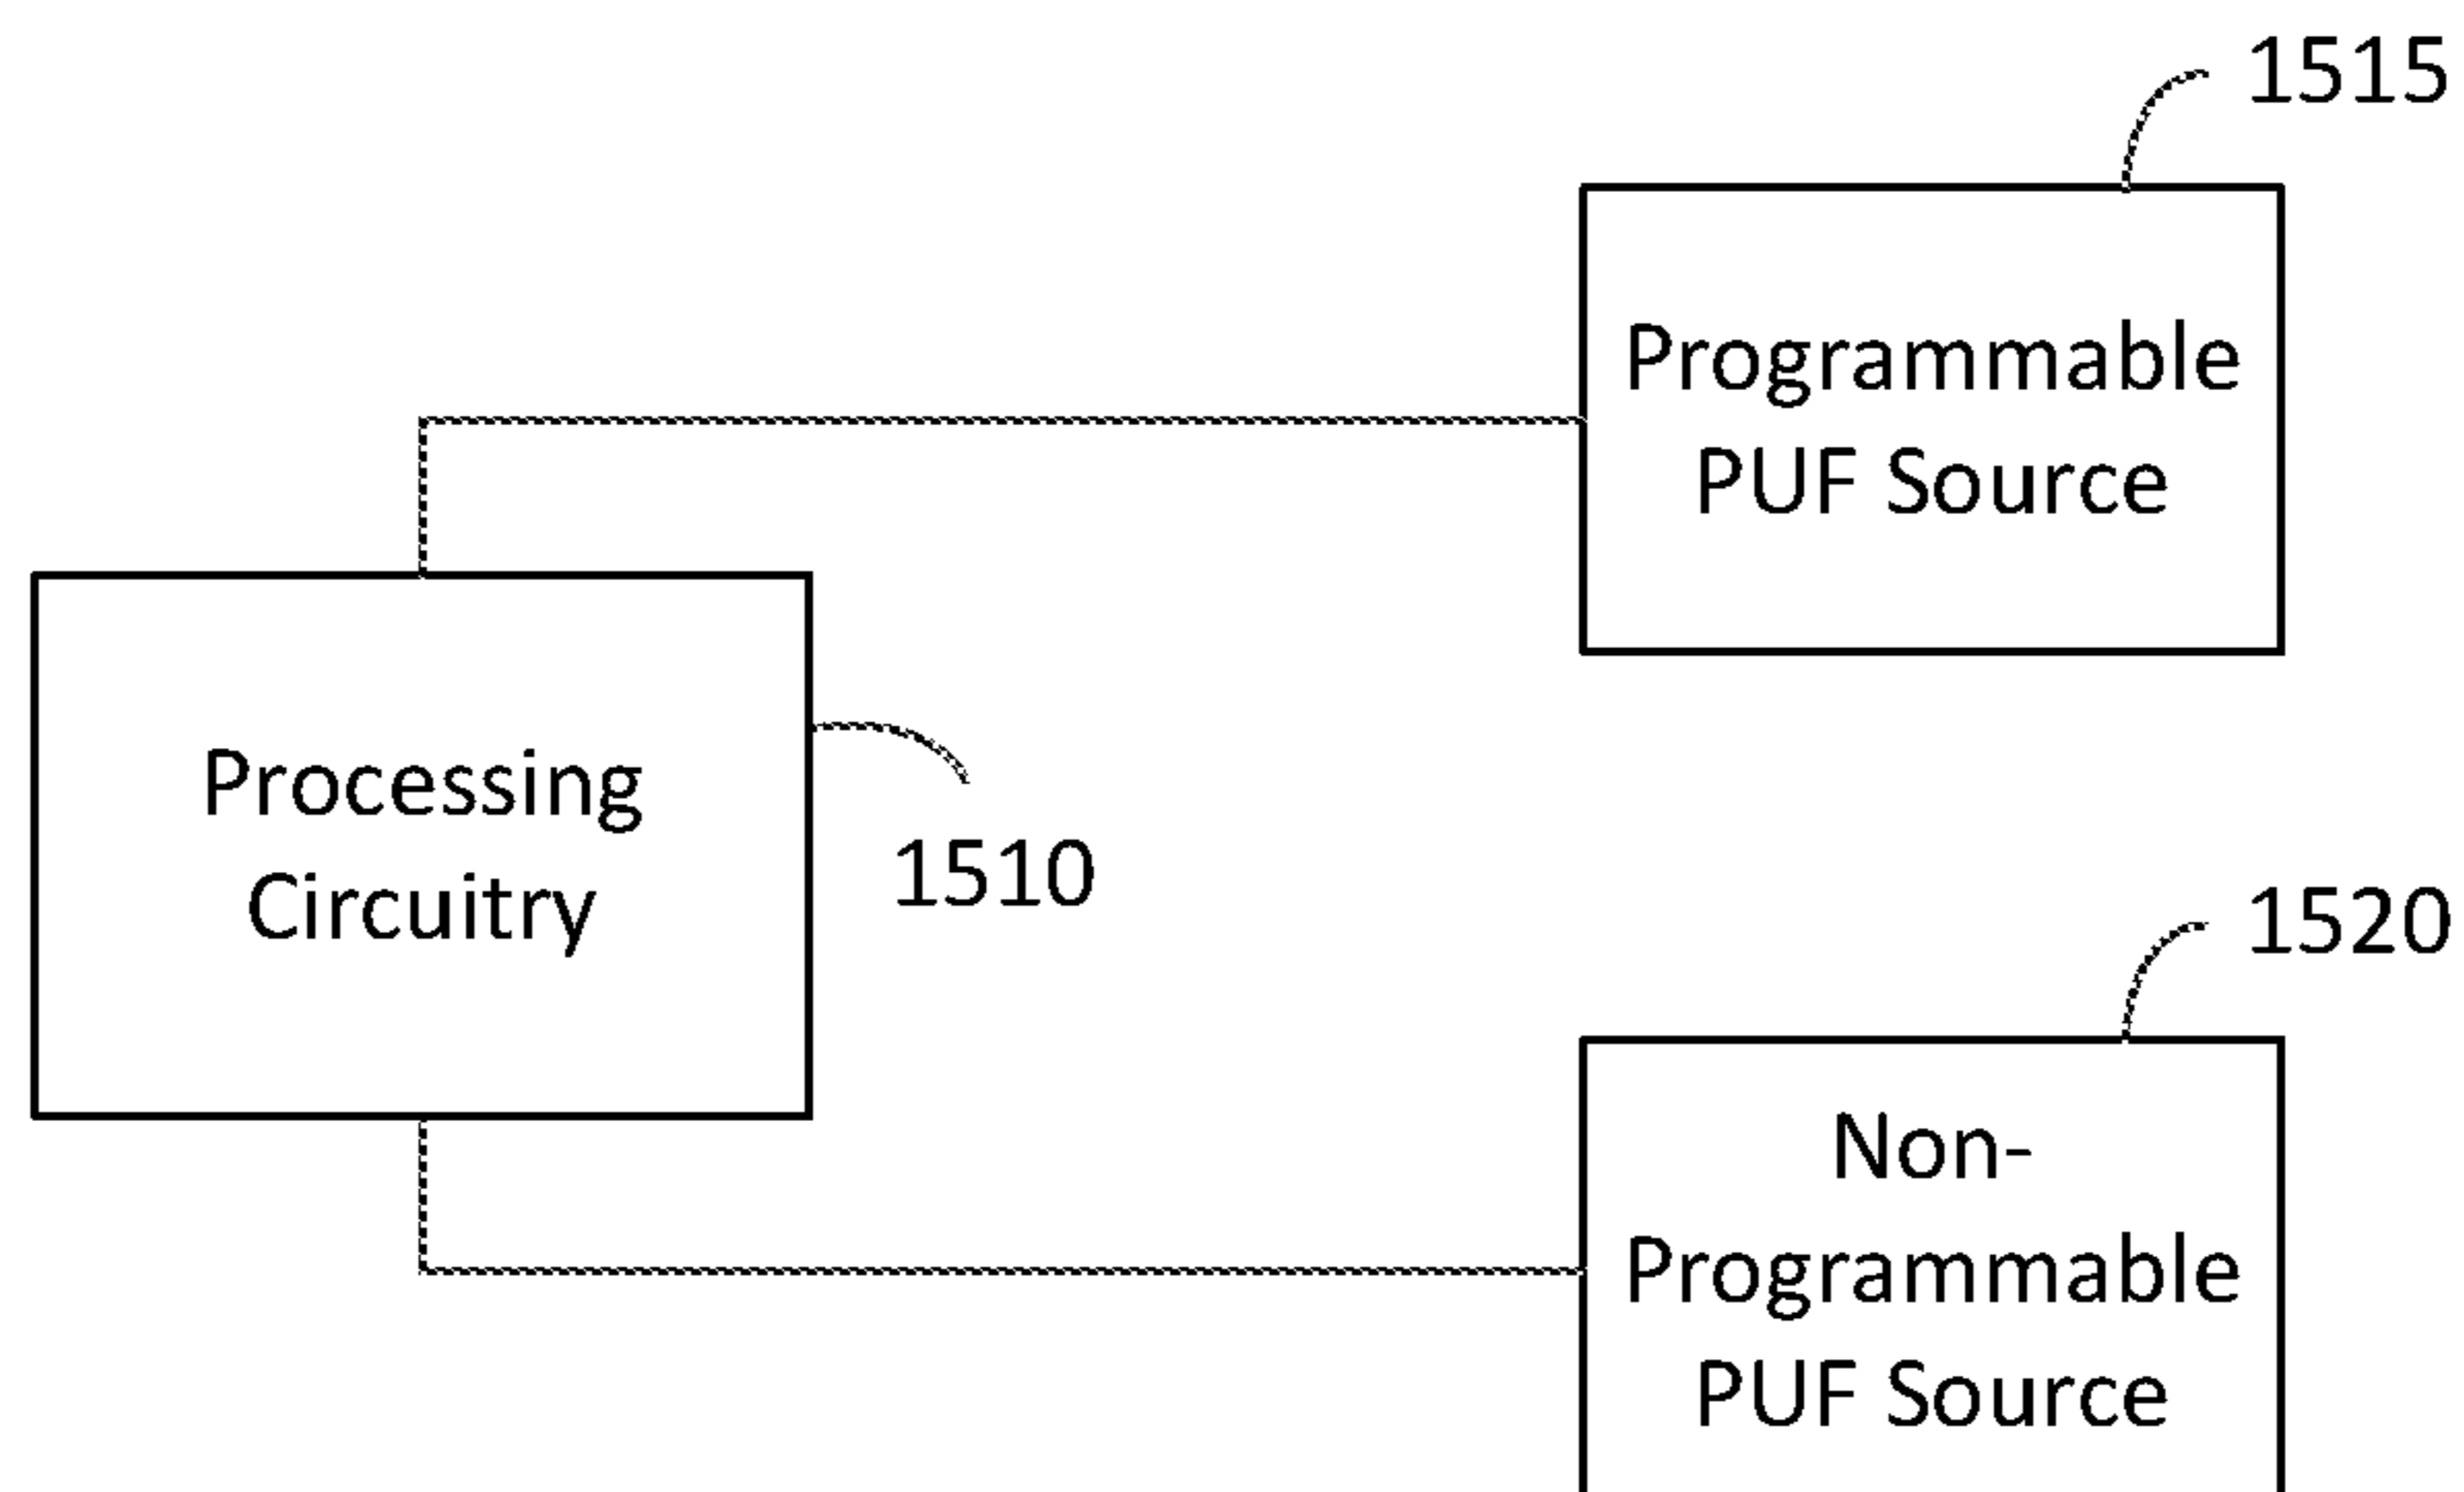 1515
Programmable
PUF Source
Processing
Circuitry
1510
1520
Non-
Programmable
PUF Source